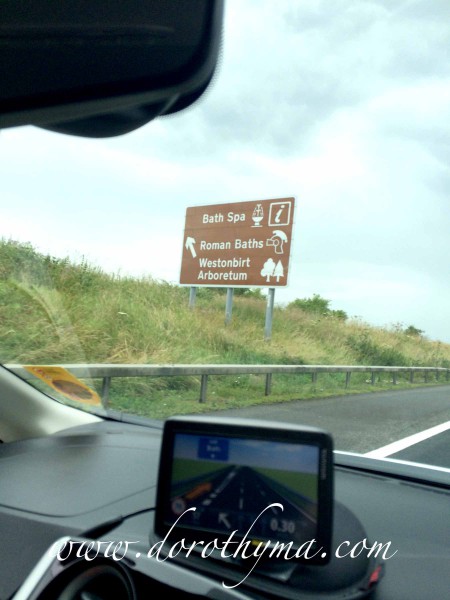 Bath Spa
i
Roman Baths
Westonbirt
Arboretum
0.30
www.dorothyma.com